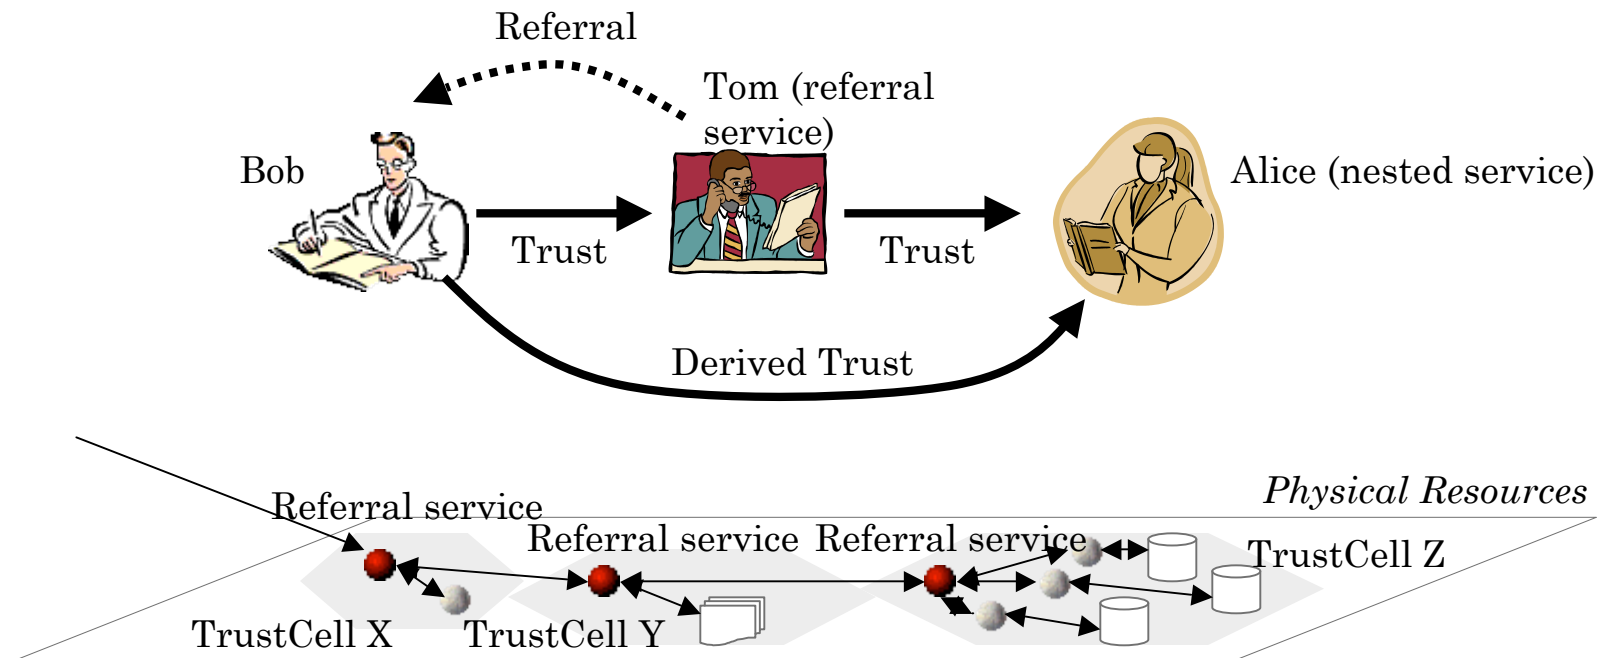 Referral
Tom (referral
service)
Bob
Alice (nested service)
Trust
Trust
Derived Trust
Physical Resources
Referral service
Referral service
Referral service
TrustCell Z
TrustCell X
TrustCell Y